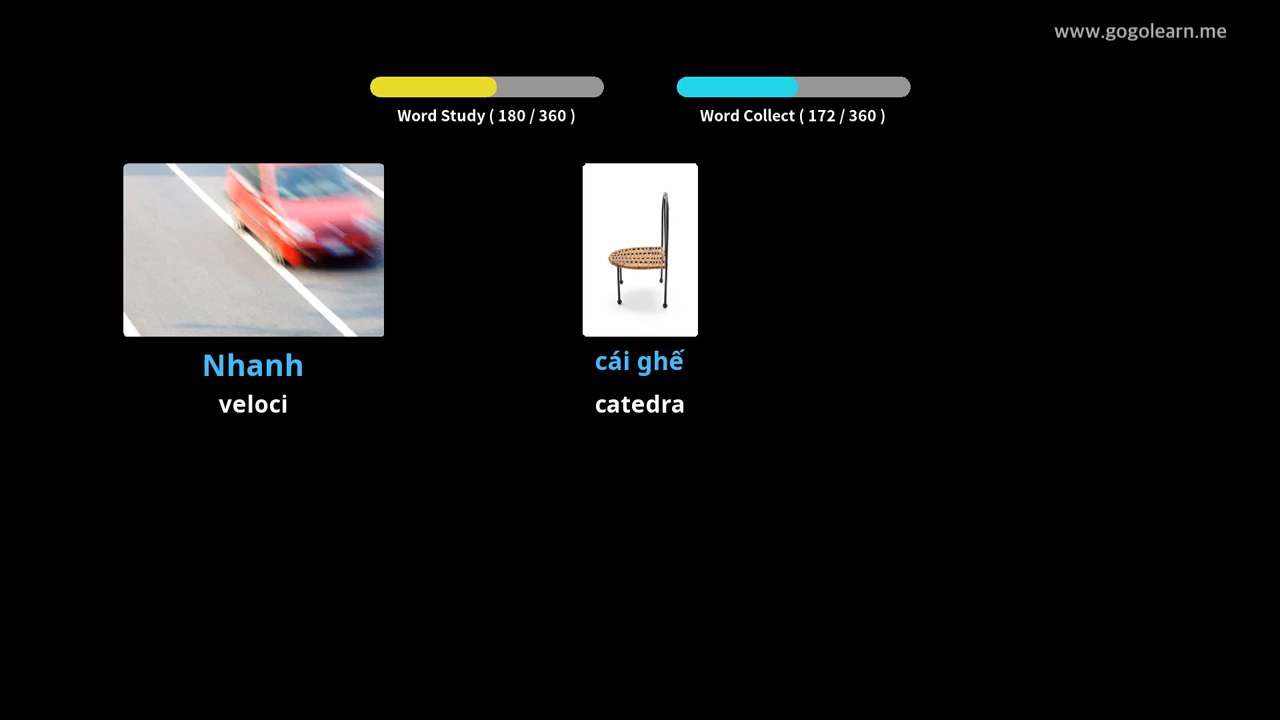 www.gogolearn.me
Word Study ( 180 / 360 )
Word Collect ( 172 / 360 )
Nhanh
veloci
cái ghế
catedra